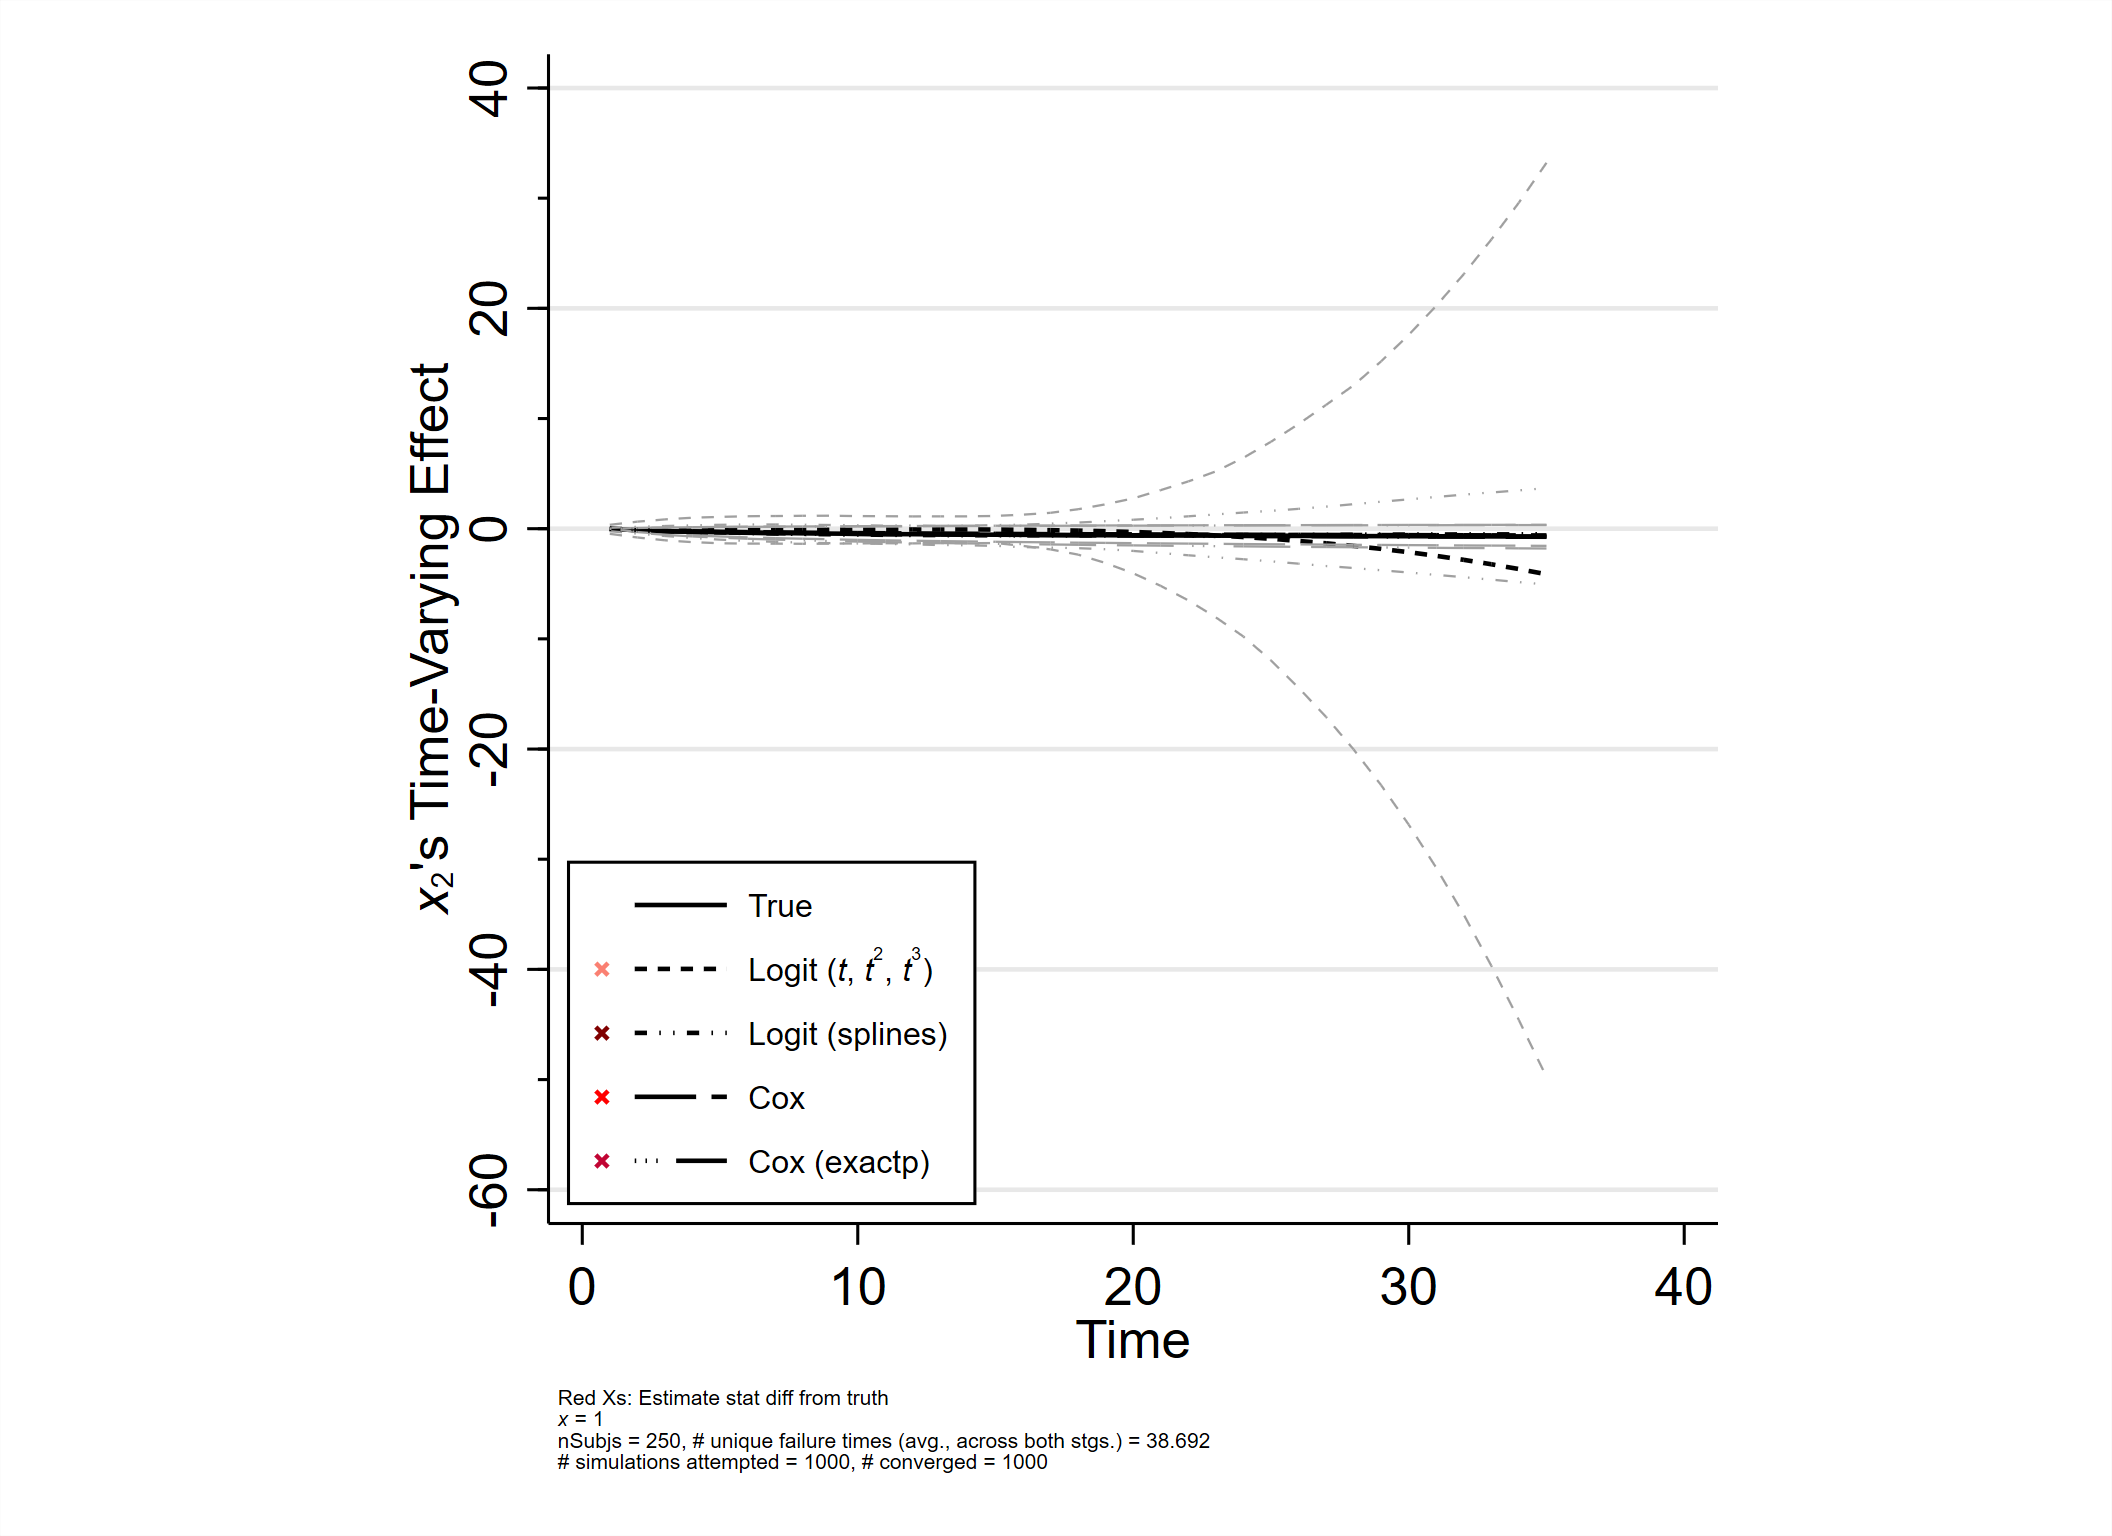 40
20
0
-20
-40
-60
x₂'s Time-Varying Effect
True
Logit (t, t², t³)
Logit (splines)
Cox
Cox (exactp)
0 10 20 30 40
Time
Red Xs: Estimate stat diff from truth
x = 1
nSubjs = 250, # unique failure times (avg., across both stgs.) = 38.692
# simulations attempted = 1000, # converged = 1000